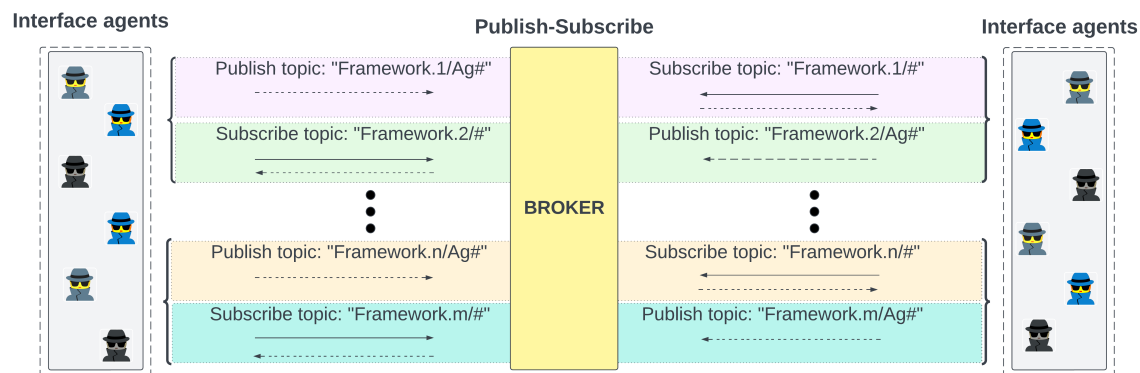 Interface agents
Publish-Subscribe
Interface agents
Publish topic: "Framework.1/Ag#"
Subscribe topic: "Framework.1/#"
Subscribe topic: "Framework.2/#"
Publish topic: "Framework.2/Ag#"
BROKER
Publish topic: "Framework.n/Ag#"
Subscribe topic: "Framework.n/#"
Subscribe topic: "Framework.m/#"
Publish topic: "Framework.m/Ag#"